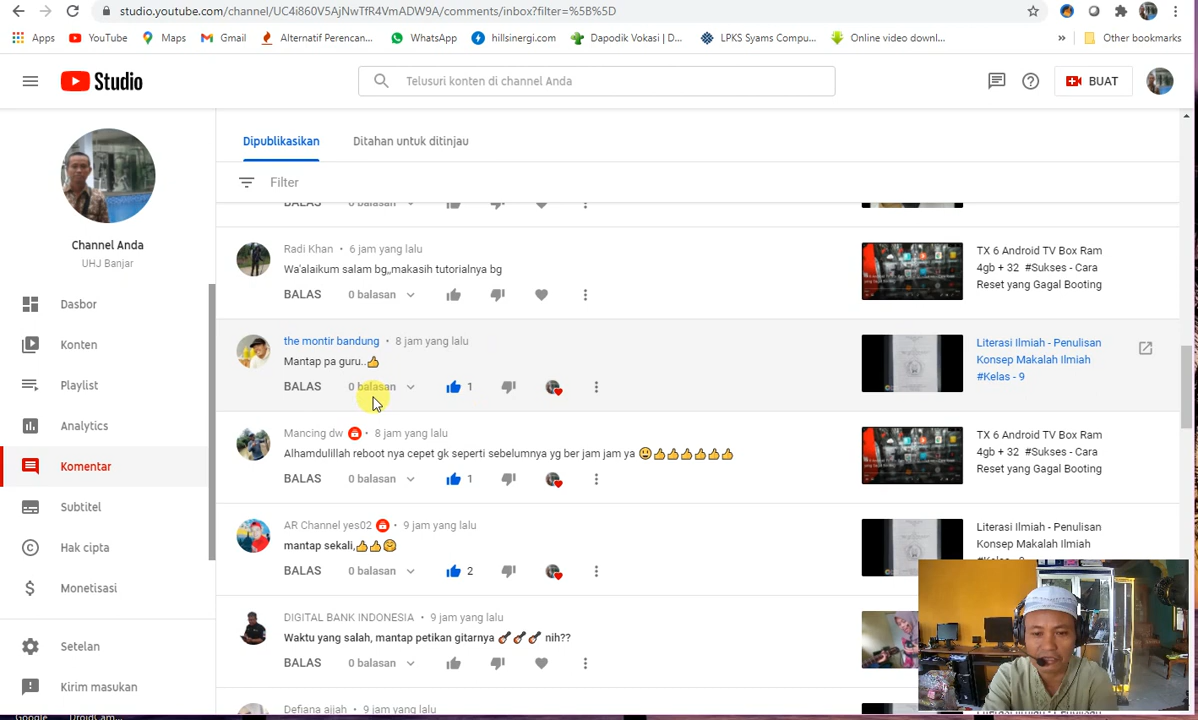 studio.youtube.com/channel/UC4i860V5AjNwTfR4VmADW9A/comments/inbox?filter=%5B%5D
Apps
YouTube
Maps
Gmail
Alternatif Perencan...
WhatsApp
hillsinergi.com
Dapodik Vokasi | D...
LPKS Syams Compu...
Online video downl...
»
Other bookmarks
Studio
Telusuri konten di channel Anda
BUAT
Channel Anda
UHJ Banjar
Dasbor
Konten
Playlist
Analytics
Komentar
Subtitel
Hak cipta
Monetisasi
Setelan
Kirim masukan
Dipublikasikan
Ditahan untuk ditinjau
Filter
BALAS 0 balasan
Radi Khan • 6 jam yang lalu
Wa'alaikum salam bg,,makasih tutorialnya bg
BALAS 0 balasan
TX 6 Android TV Box Ram
4gb + 32 #Sukses - Cara
Reset yang Gagal Booting
the montir bandung • 8 jam yang lalu
Mantap pa guru..👍
BALAS 0 balasan 1
Literasi Ilmiah - Penulisan
Konsep Makalah Ilmiah
#Kelas - 9
Mancing dw • 8 jam yang lalu
Alhamdulillah reboot nya cepet gk seperti sebelumnya yg ber jam jam ya 😃👍👍👍👍👍👍
BALAS 0 balasan 1
TX 6 Android TV Box Ram
4gb + 32 #Sukses - Cara
Reset yang Gagal Booting
AR Channel yes02 • 9 jam yang lalu
mantap sekali,👍👍🤗
BALAS 0 balasan 2
Literasi Ilmiah - Penulisan
Konsep Makalah Ilmiah
DIGITAL BANK INDONESIA • 9 jam yang lalu
Waktu yang salah, mantap petikan gitarnya 🎸🎸🎸 nih??
BALAS 0 balasan
Defiana ajjah • 9 jam yang lalu
Google
DroidCam...